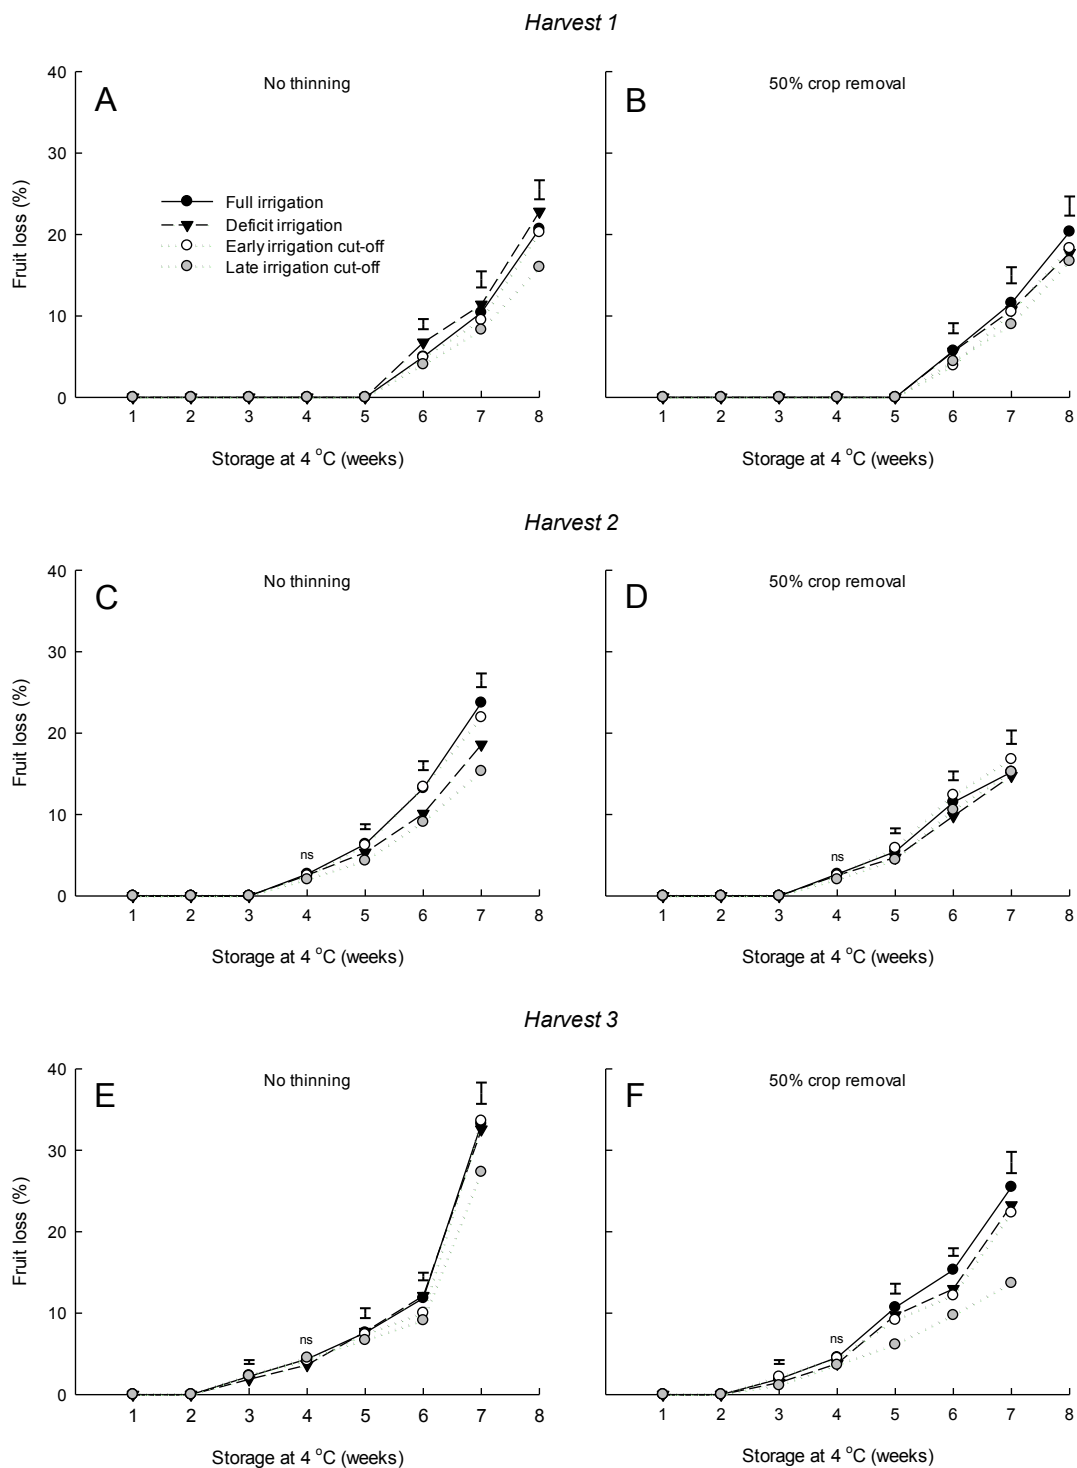 Harvest 1
A
No thinning
B
50% crop removal
40
30
20
10
0
Fruit loss (%)
Full irrigation
Deficit irrigation
Early irrigation cut-off
Late irrigation cut-off
1 2 3 4 5 6 7 8
1 2 3 4 5 6 7 8
Storage at 4 °C (weeks)
Storage at 4 °C (weeks)
Harvest 2
C
No thinning
D
50% crop removal
40
30
20
10
0
Fruit loss (%)
ns
ns
1 2 3 4 5 6 7 8
1 2 3 4 5 6 7 8
Storage at 4 °C (weeks)
Storage at 4 °C (weeks)
Harvest 3
E
No thinning
F
50% crop removal
40
30
20
10
0
Fruit loss (%)
ns
ns
1 2 3 4 5 6 7 8
1 2 3 4 5 6 7 8
Storage at 4 °C (weeks)
Storage at 4 °C (weeks)